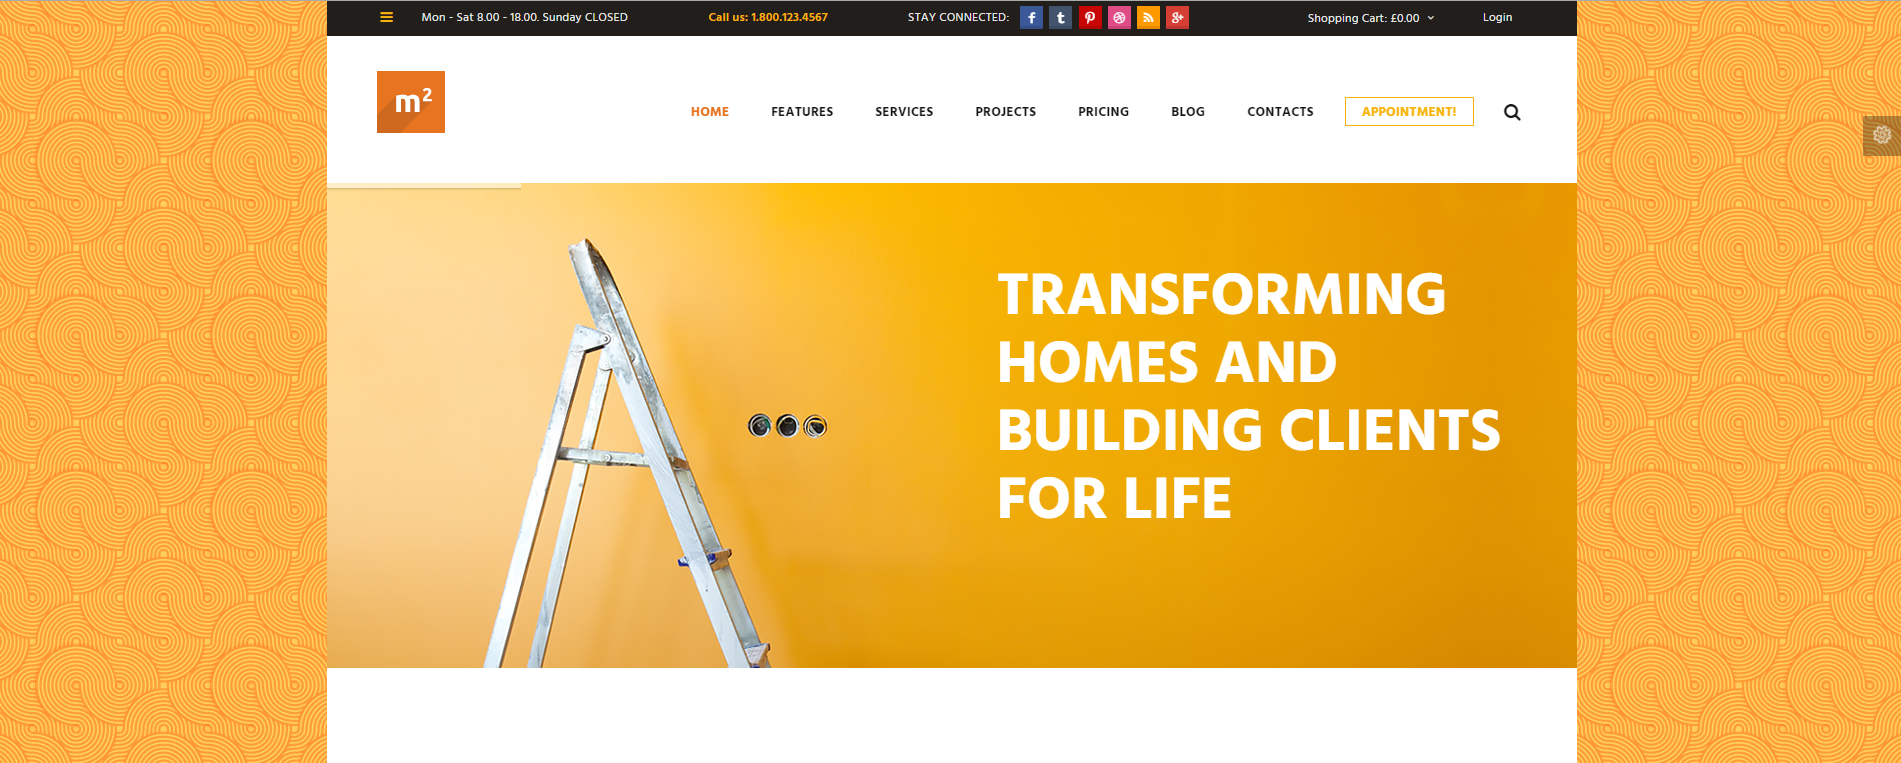 Mon - Sat 8.00 - 18.00. Sunday CLOSED
Call us: 1.800.123.4567
STAY CONNECTED:
Shopping Cart: £0.00
Login
m²
HOME
FEATURES
SERVICES
PROJECTS
PRICING
BLOG
CONTACTS
APPOINTMENT!
TRANSFORMING
HOMES AND
BUILDING CLIENTS
FOR LIFE